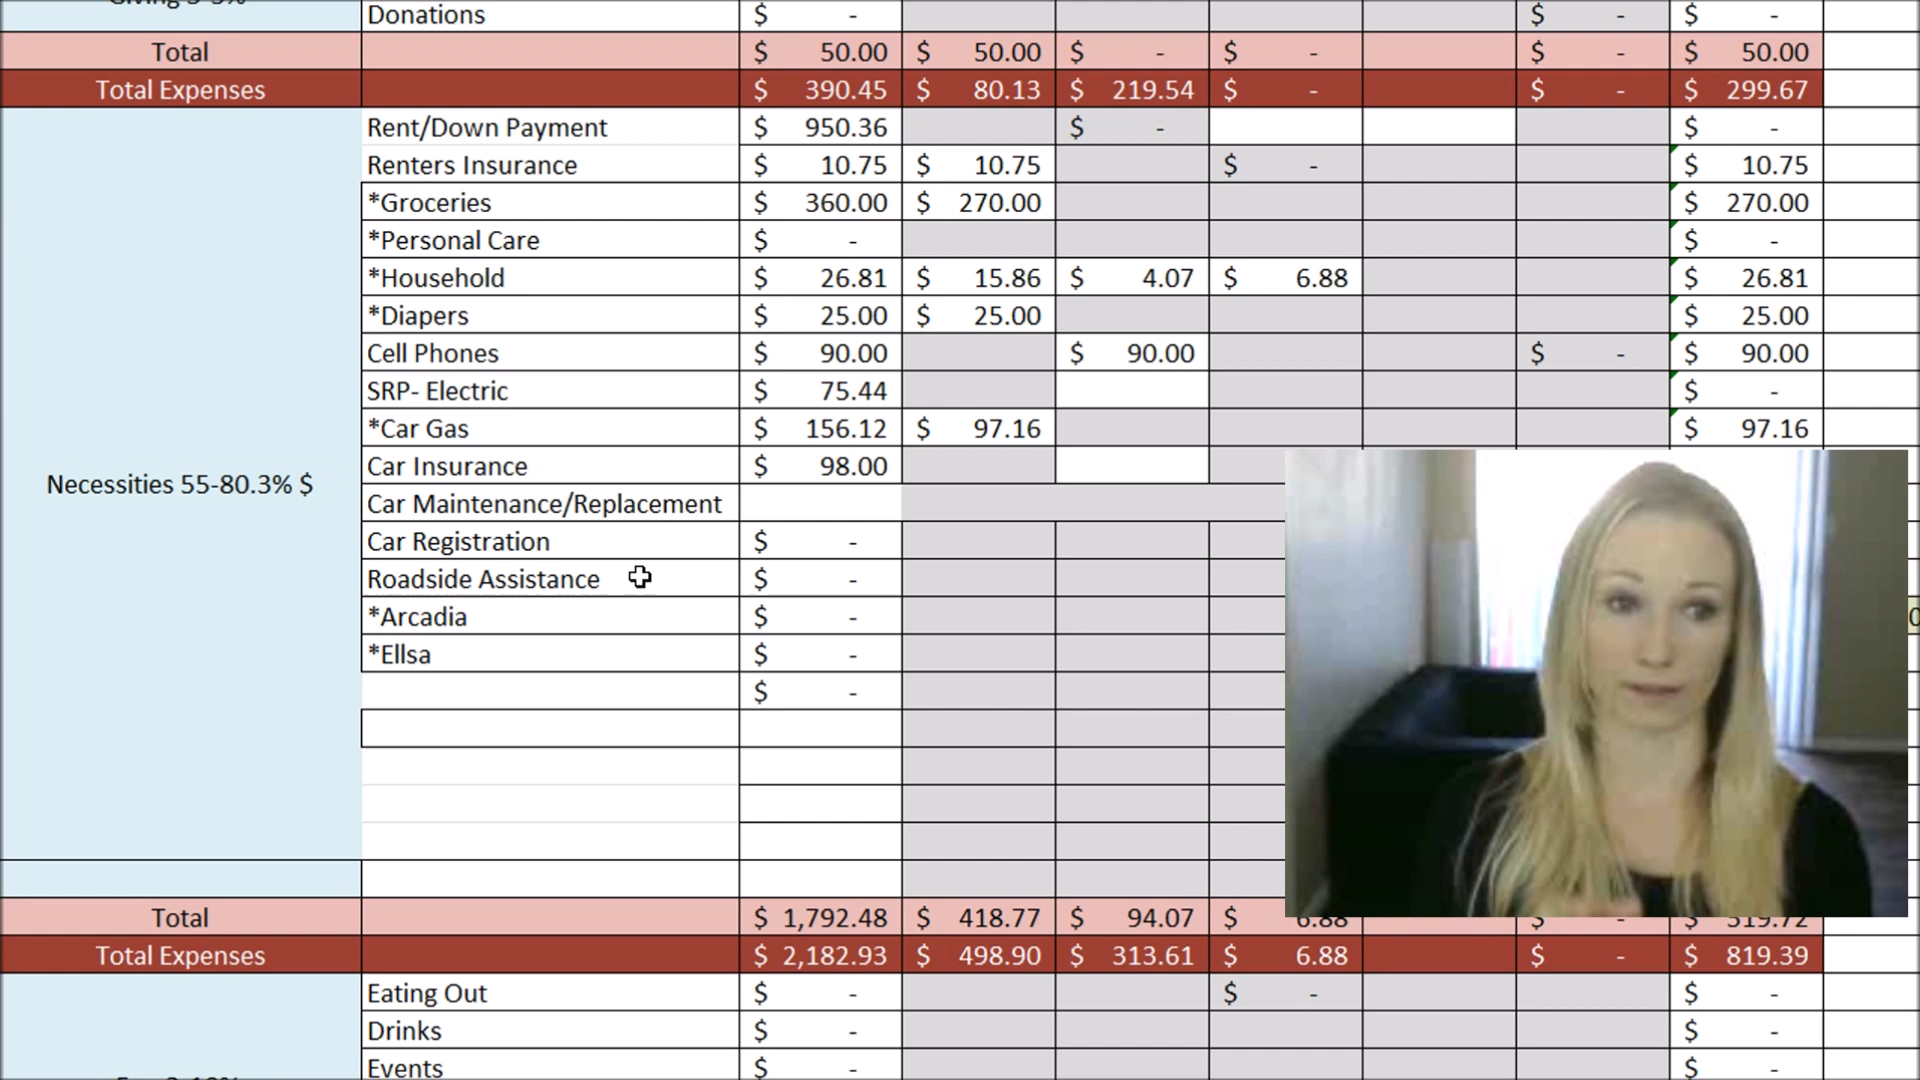 Donations $ - $ - $ -
Total $ 50.00 $ 50.00 $ - $ - $ - $ 50.00
Total Expenses $ 390.45 $ 80.13 $ 219.54 $ - $ - $ 299.67
Rent/Down Payment $ 950.36 $ - $ -
Renters Insurance $ 10.75 $ 10.75 $ - $ 10.75
*Groceries $ 360.00 $ 270.00 $ 270.00
*Personal Care $ - $ -
*Household $ 26.81 $ 15.86 $ 4.07 $ 6.88 $ 26.81
*Diapers $ 25.00 $ 25.00 $ 25.00
Cell Phones $ 90.00 $ 90.00 $ - $ 90.00
SRP- Electric $ 75.44 $ -
*Car Gas $ 156.12 $ 97.16 $ 97.16
Car Insurance $ 98.00
Necessities 55-80.3% $
Car Maintenance/Replacement
Car Registration $ -
Roadside Assistance $ -
*Arcadia $ -
*Ellsa $ -
$ -
Total $ 1,792.48 $ 418.77 $ 94.07 $ 6.88 $ - $ 519.72
Total Expenses $ 2,182.93 $ 498.90 $ 313.61 $ 6.88 $ - $ 819.39
Eating Out $ - $ - $ -
Drinks $ - $ -
Events $ - $ -